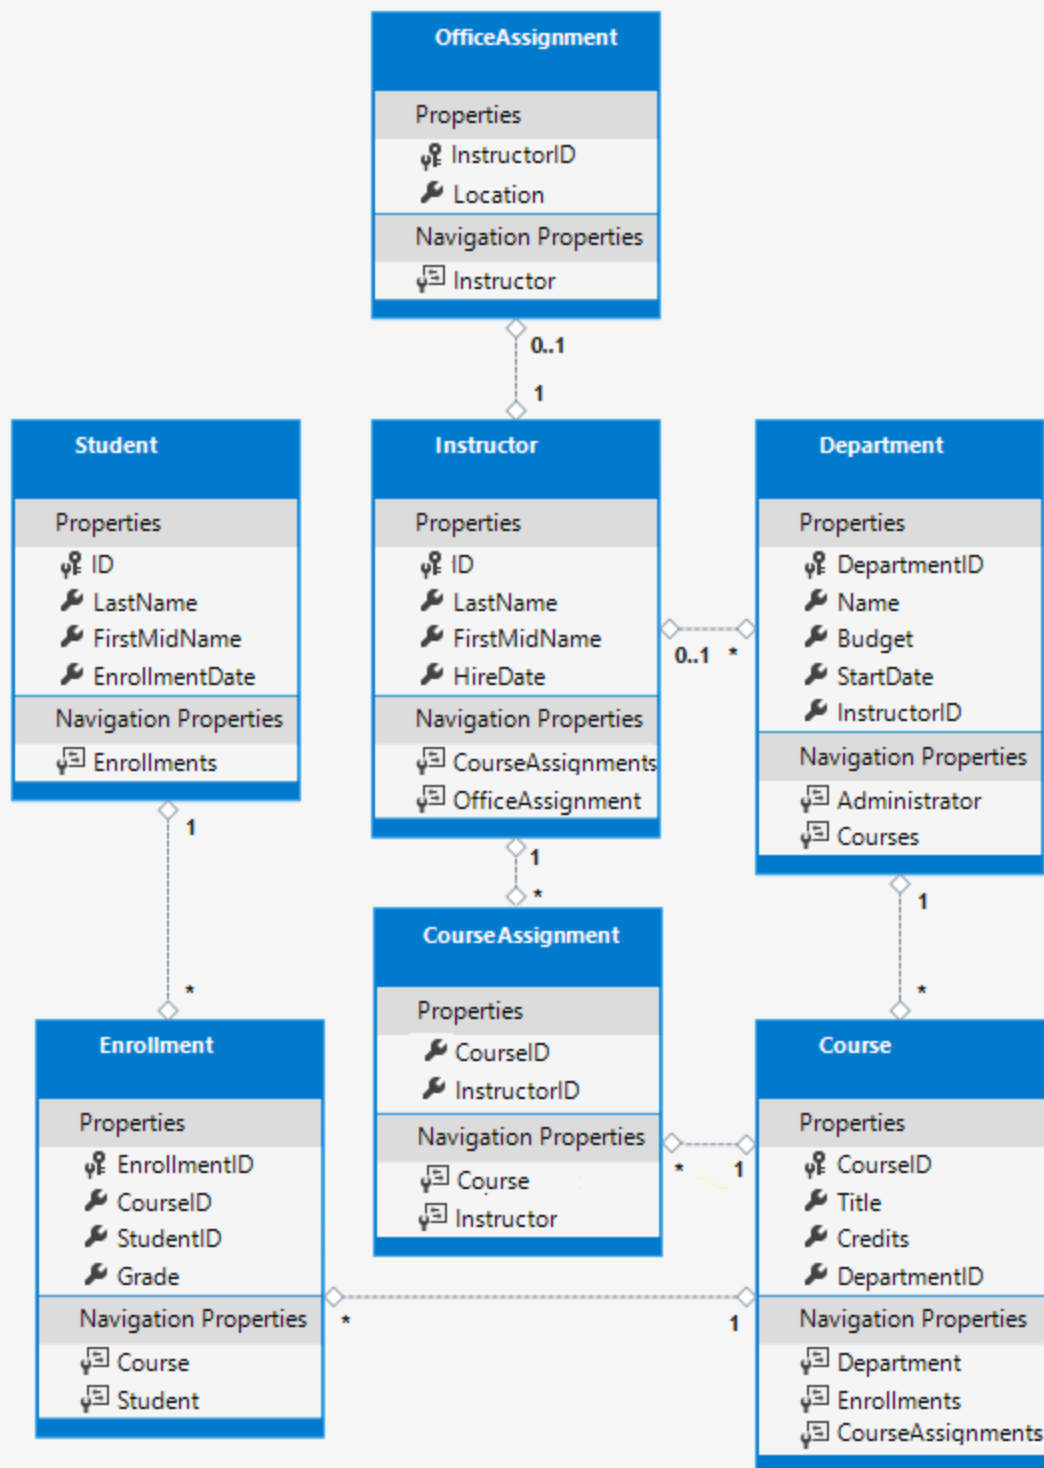 OfficeAssignment
Properties
InstructorID
Location
Navigation Properties
Instructor
0..1
1
Student
Properties
ID
LastName
FirstMidName
EnrollmentDate
Navigation Properties
Enrollments
1
*
Instructor
Properties
ID
LastName
FirstMidName
HireDate
Navigation Properties
CourseAssignments
OfficeAssignment
0..1 *
1
*
Department
Properties
DepartmentID
Name
Budget
StartDate
InstructorID
Navigation Properties
Administrator
Courses
1
*
Enrollment
Properties
EnrollmentID
CourseID
StudentID
Grade
Navigation Properties
Course
Student
* 1
CourseAssignment
Properties
CourseID
InstructorID
Navigation Properties
Course
Instructor
* 1
Course
Properties
CourseID
Title
Credits
DepartmentID
Navigation Properties
Department
Enrollments
CourseAssignments